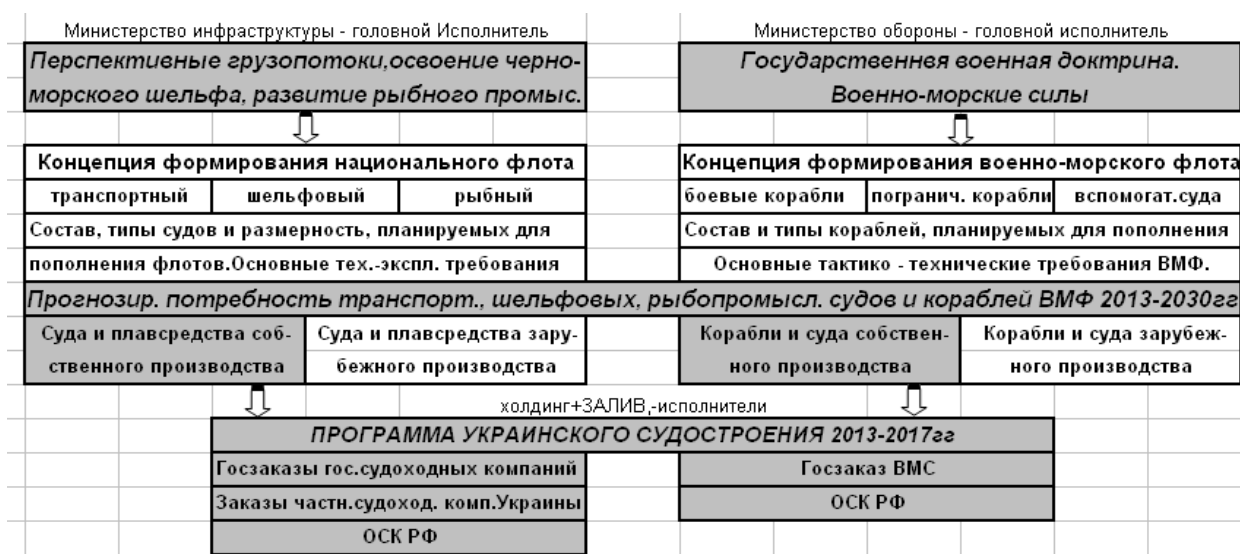 Министерство инфраструктуры - головной Исполнитель
Министерство обороны - головной исполнитель
Перспективные грузопотоки,освоение черно-
морского шельфа, развитие рыбного промыс.
Государственнвя военная доктрина.
Военно-морские силы
Концепция формирования национального флота
транспортный
шельфовый
рыбный
Состав, типы судов и размерность, планируемых для
пополнения флотов.Основные тех.-экспл. требования
Концепция формирования военно-морского флота
боевые корабли
погранич. корабли
вспомогат.суда
Состав и типы кораблей, планируемых для пополнения
Основные тактико - технические требования ВМФ.
Прогнозир. потребность транспорт., шельфовых, рыбопромысл. судов и кораблей ВМФ 2013-2030гг
Суда и плавсредства соб-
ственного производства
Суда и плавсредства зару-
бежного производства
Корабли и суда собствен-
ного производства
Корабли и суда зарубеж-
ного производства
холдинг+ЗАЛИВ,-исполнители
ПРОГРАММА УКРАИНСКОГО СУДОСТРОЕНИЯ 2013-2017гг
Госзаказы гос.судоходных компаний
Заказы частн.судоход. комп.Украины
ОСК РФ
Госзаказ ВМС
ОСК РФ